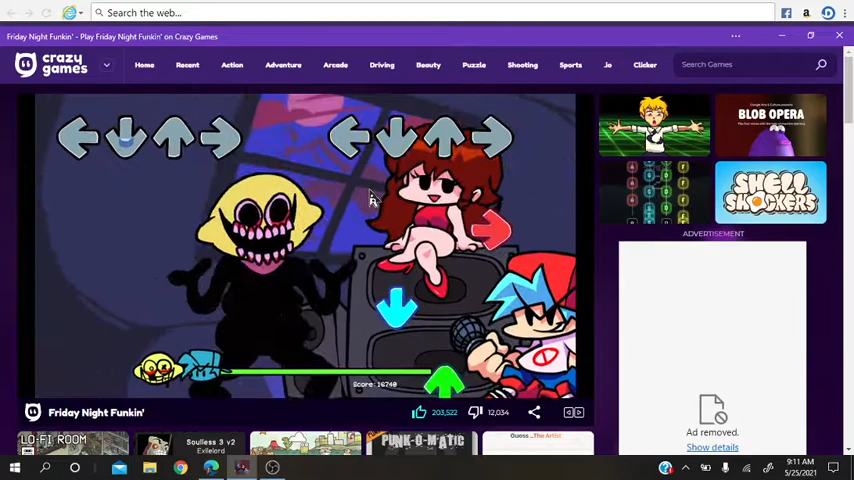 Search the web...
Friday Night Funkin' - Play Friday Night Funkin' on Crazy Games
crazy games
Home Recent Action Adventure Arcade Driving Beauty Puzzle Shooting Sports .io Clicker
Search Games
BLOB OPERA
SHELL SHOCKERS
ADVERTISEMENT
Score: 16740
Friday Night Funkin'
203,522 12,034
Ad removed.
Show details
LO-FI ROOM
Soulless 3 v2
Exilelord
PUNK-O-MATIC
Guess ..The Artist
9:11 AM
5/25/2021